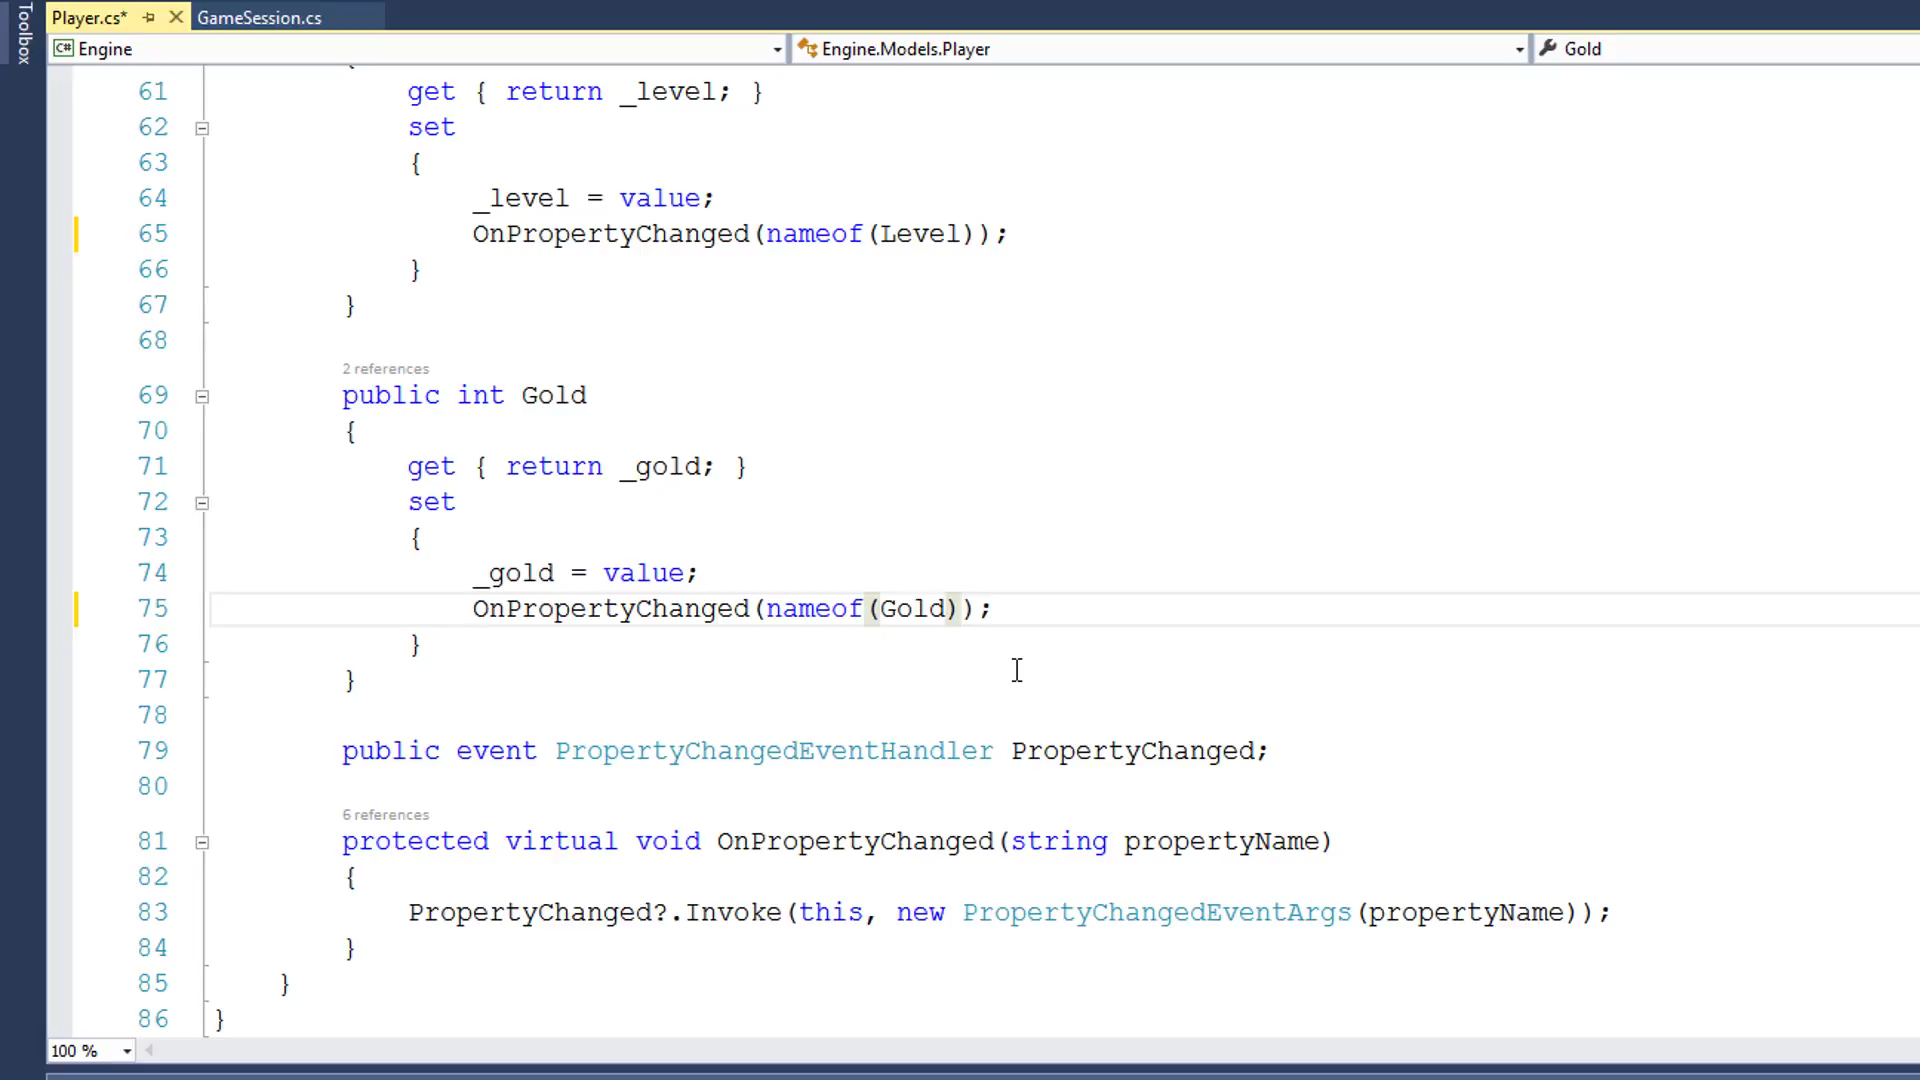 Toolbox
Player.cs*
GameSession.cs
C# Engine
Engine.Models.Player
Gold
61 get { return _level; }
62 set
63 {
64 _level = value;
65 OnPropertyChanged(nameof(Level));
66 }
67 }
68
2 references
69 public int Gold
70 {
71 get { return _gold; }
72 set
73 {
74 _gold = value;
75 OnPropertyChanged(nameof(Gold));
76 }
77 }
78
79 public event PropertyChangedEventHandler PropertyChanged;
80
6 references
81 protected virtual void OnPropertyChanged(string propertyName)
82 {
83 PropertyChanged?.Invoke(this, new PropertyChangedEventArgs(propertyName));
84 }
85 }
86 }
100 %